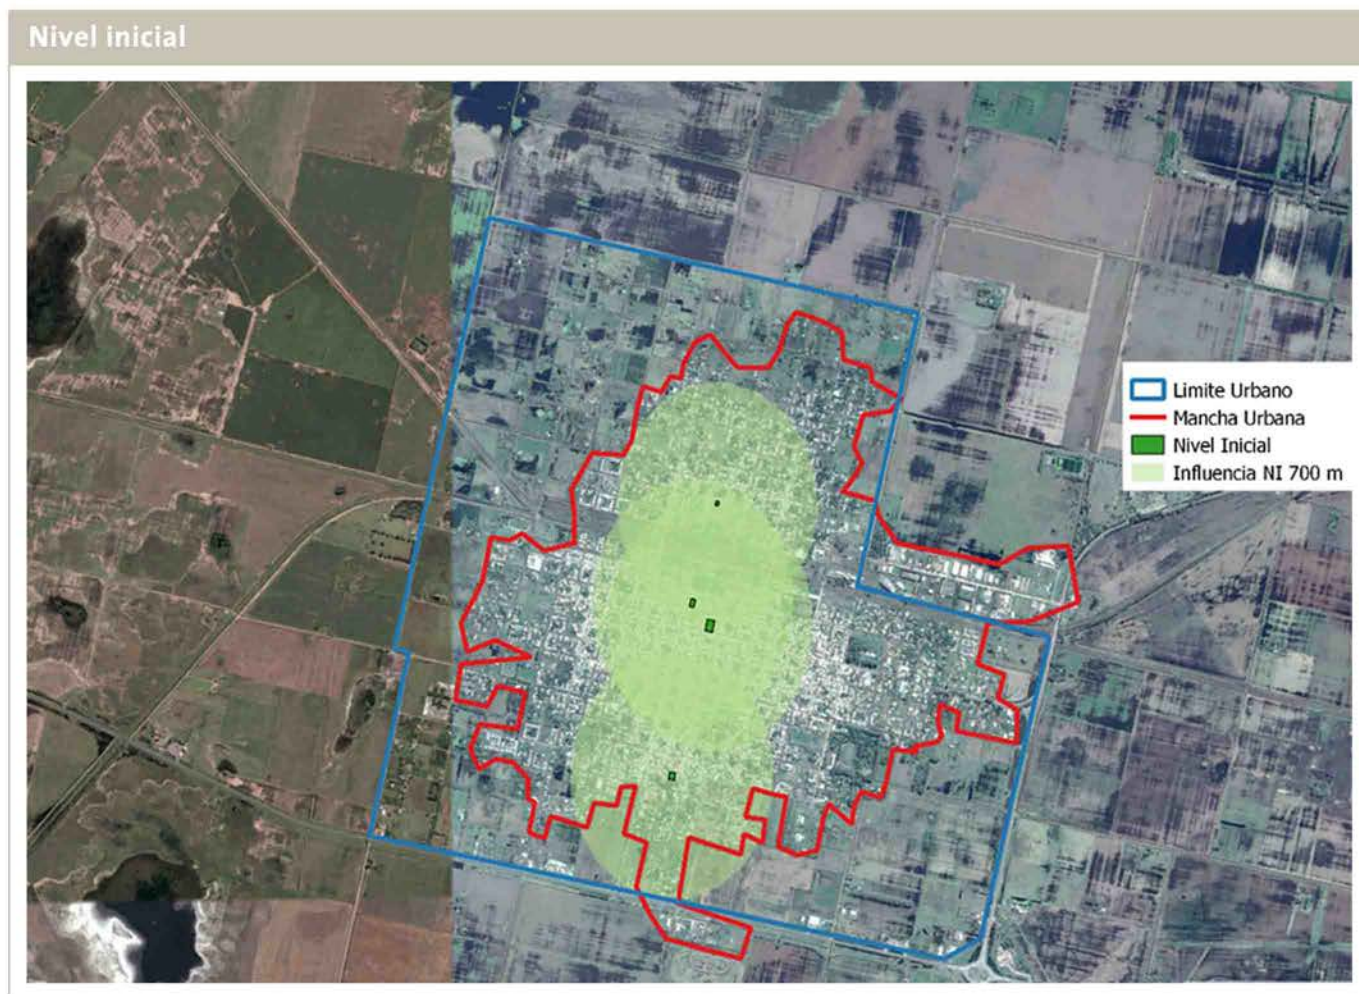 Nivel inicial
Limite Urbano
Mancha Urbana
Nivel Inicial
Influencia NI 700 m